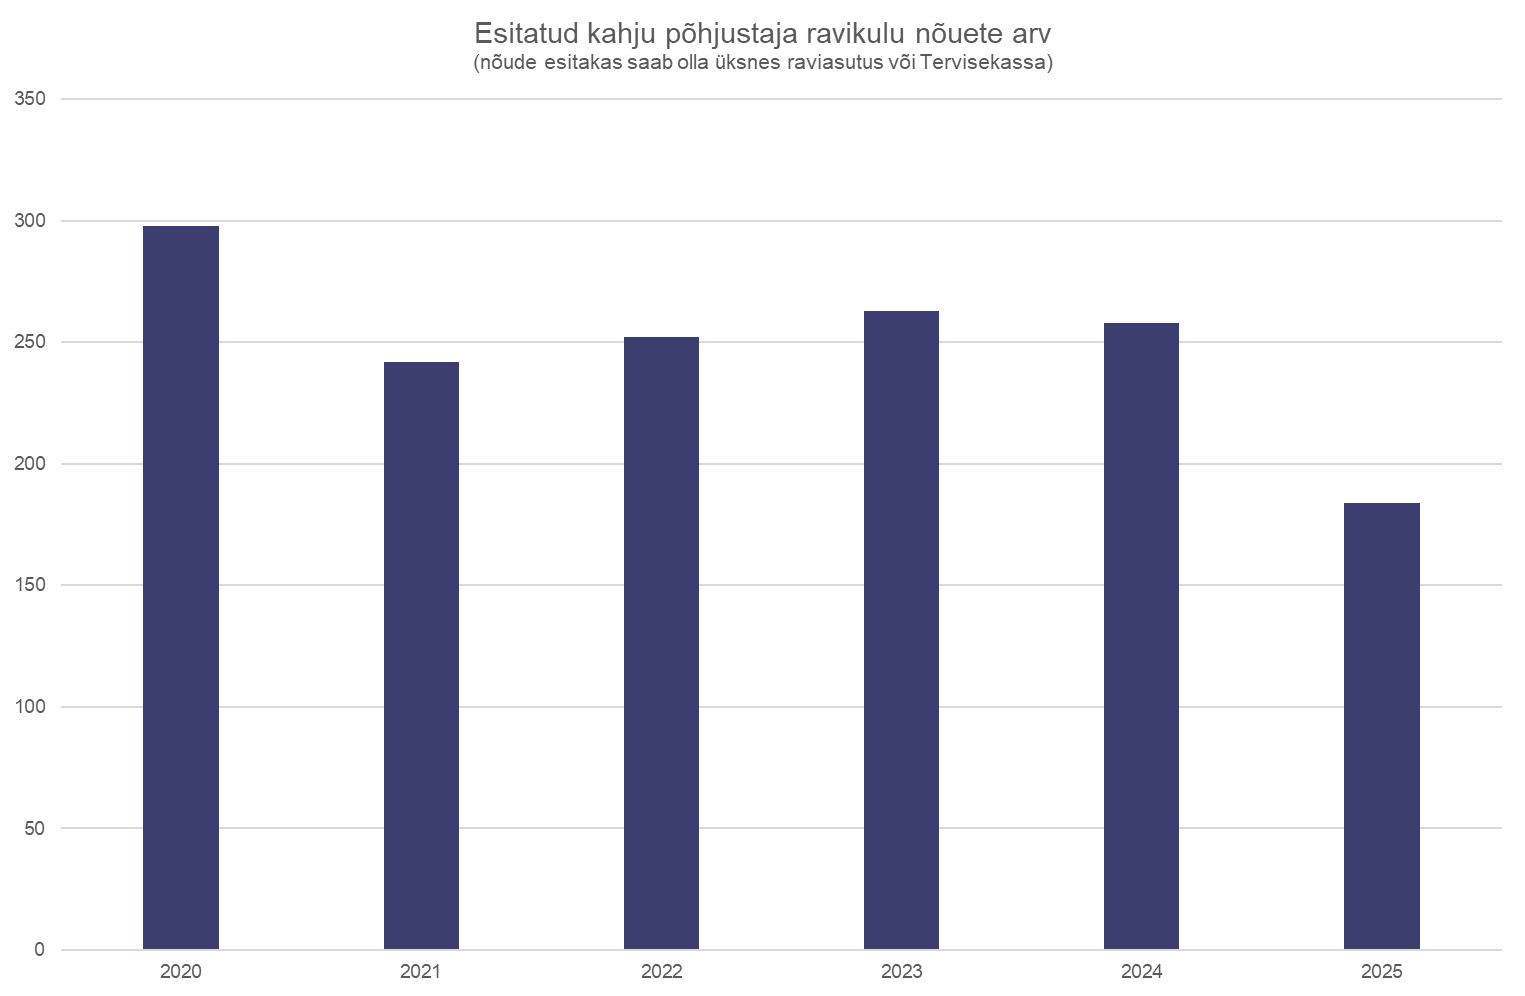 Esitatud kahju põhjustaja ravikulu nõuete arv
(nõude esitakas saab olla üksnes raviasutus või Tervisekassa)
350
300
250
200
150
100
50
0
2020 2021 2022 2023 2024 2025